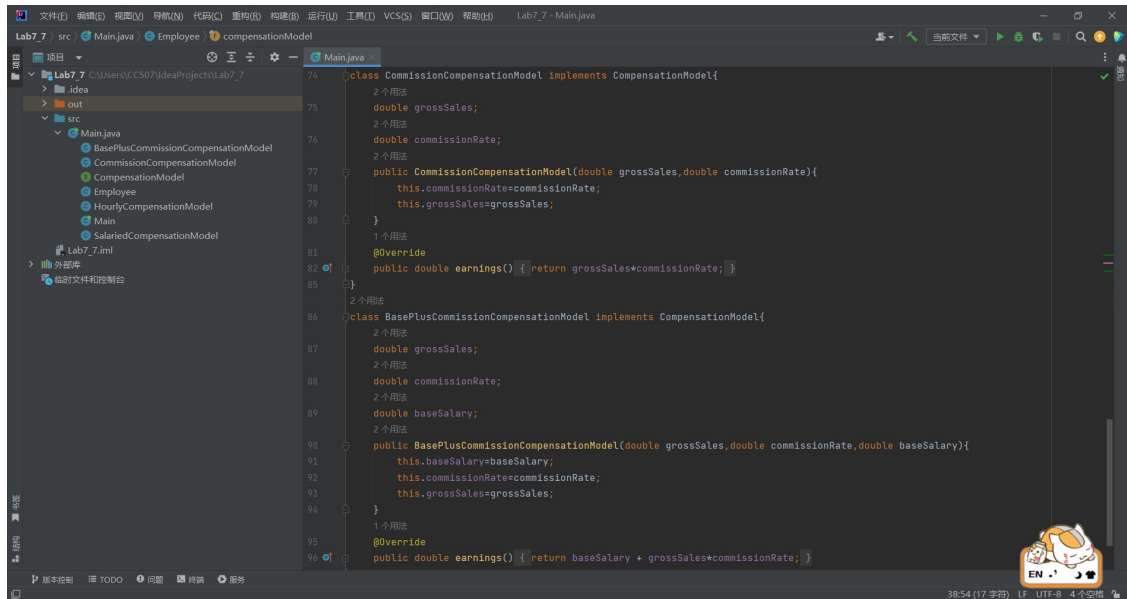 文件(F) 编辑(E) 视图(V) 导航(N) 代码(C) 重构(R) 构建(B) 运行(U) 工具(T) VCS(S) 窗口(W) 帮助(H) Lab7_7 - Main.java
Lab7_7 src Main.java Employee compensationModel 当前文件
项目
Main.java
Lab7_7 C:\Users\CC507\IdeaProjects\Lab7_7
.idea
out
src
Main.java
BasePlusCommissionCompensationModel
CommissionCompensationModel
CompensationModel
Employee
HourlyCompensationModel
Main
SalariedCompensationModel
Lab7_7.iml
外部库
临时文件和控制台
74 class CommissionCompensationModel implements CompensationModel{
2 个用法
75 double grossSales;
2 个用法
76 double commissionRate;
2 个用法
77 public CommissionCompensationModel(double grossSales,double commissionRate){
78 this.commissionRate=commissionRate;
79 this.grossSales=grossSales;
80 }
1 个用法
81 @Override
82 public double earnings() { return grossSales*commissionRate; }
85 }
2 个用法
86 class BasePlusCommissionCompensationModel implements CompensationModel{
2 个用法
87 double grossSales;
2 个用法
88 double commissionRate;
2 个用法
89 double baseSalary;
2 个用法
90 public BasePlusCommissionCompensationModel(double grossSales,double commissionRate,double baseSalary){
91 this.baseSalary=baseSalary;
92 this.commissionRate=commissionRate;
93 this.grossSales=grossSales;
94 }
1 个用法
95 @Override
96 public double earnings() { return baseSalary + grossSales*commissionRate; }
项目
书签
结构
通知
EN
版本控制 TODO 问题 终端 服务
38:54 (17 字符) LF UTF-8 4 个空格